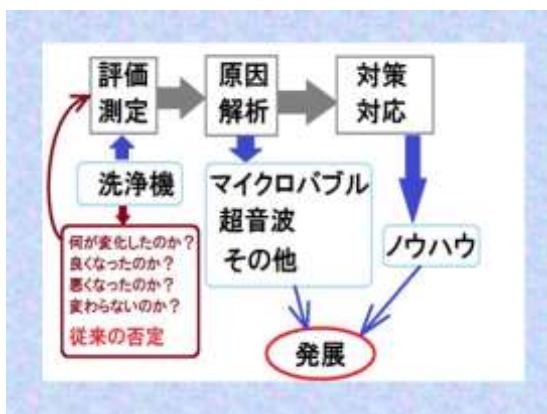 評価
測定
原因
解析
対策
対応
洗浄機
マイクロバブル
超音波
その他
ノウハウ
何が変化したのか？
良くなったのか？
悪くなったのか？
変わらないのか？
従来の否定
発展